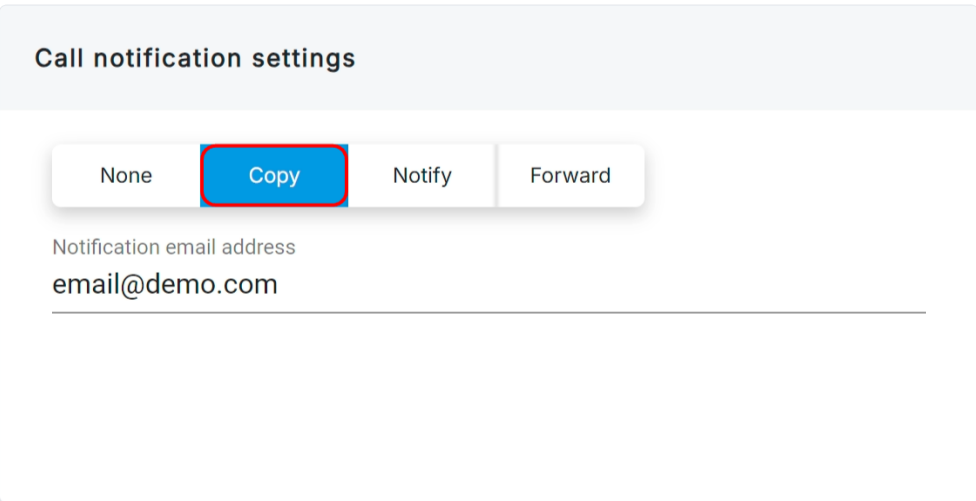 Call notification settings
None Copy Notify Forward
Notification email address
email@demo.com